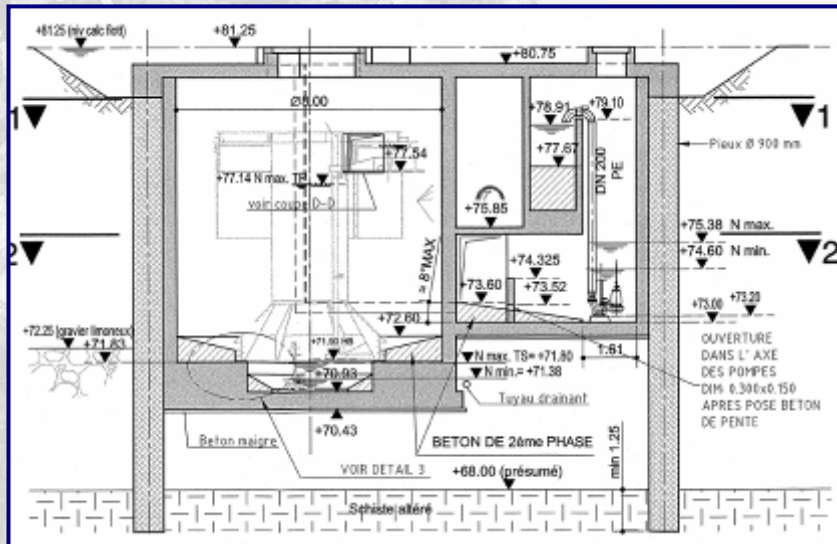 +81.25 (niv calc flott)
+81.25
+80.75
Ø8.00
+78.91
+79.10
1
1
+77.54
+77.67
Pieux Ø 900 mm
+77.14 N max. TP
voir coupe D-D
DN 200
PE
+75.85
+75.38 N max.
2
+74.60 N min.
2
≈ 8°MAX
+74.325
+73.60
+73.52
+73.00
+73.20
+72.25 (gravier limoneux)
+72.60
+71.83
1.61
OUVERTURE
DANS L' AXE
DES POMPES
DIM: 0.300x0.150
APRES POSE BETON
DE PENTE
N max. TS= +71.80
N min.= +71.38
+70.93
Tuyau drainant
+70.43
Beton maigre
BETON DE 2ème PHASE
VOIR DETAIL 3
+68.00 (présumé)
min 1.25
Schiste altéré